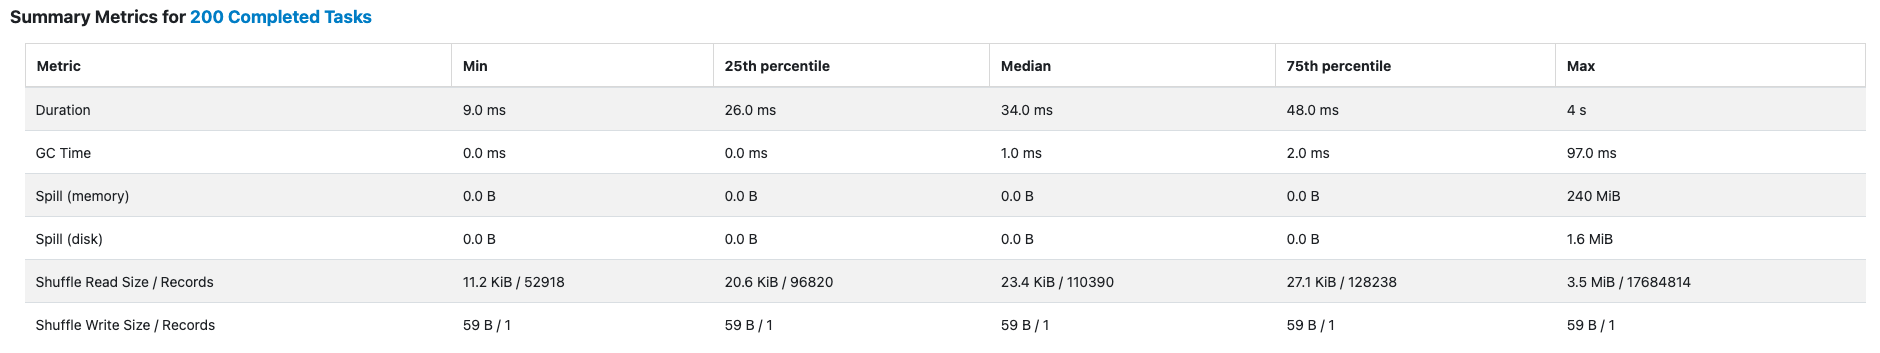 Summary Metrics for 200 Completed Tasks
Metric Min 25th percentile Median 75th percentile Max
Duration 9.0 ms 26.0 ms 34.0 ms 48.0 ms 4 s
GC Time 0.0 ms 0.0 ms 1.0 ms 2.0 ms 97.0 ms
Spill (memory) 0.0 B 0.0 B 0.0 B 0.0 B 240 MiB
Spill (disk) 0.0 B 0.0 B 0.0 B 0.0 B 1.6 MiB
Shuffle Read Size / Records 11.2 KiB / 52918 20.6 KiB / 96820 23.4 KiB / 110390 27.1 KiB / 128238 3.5 MiB / 17684814
Shuffle Write Size / Records 59 B / 1 59 B / 1 59 B / 1 59 B / 1 59 B / 1